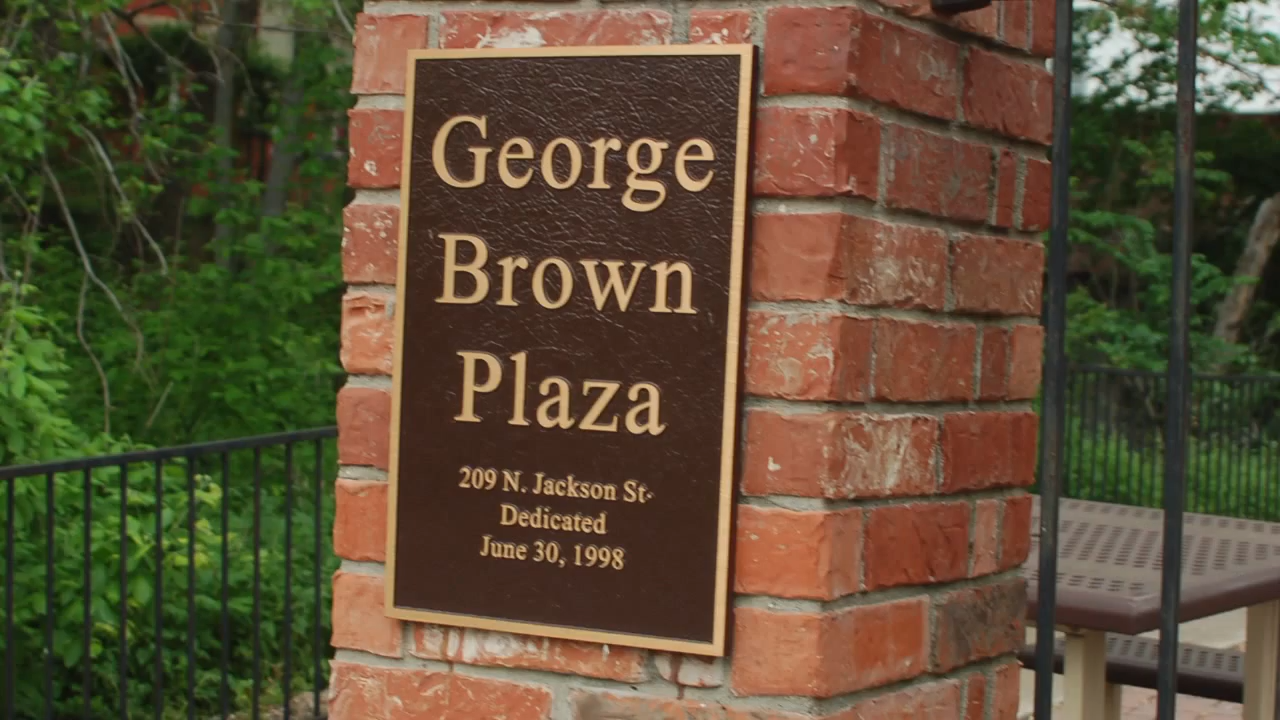 George
Brown
Plaza
209 N. Jackson St.
Dedicated
June 30, 1998